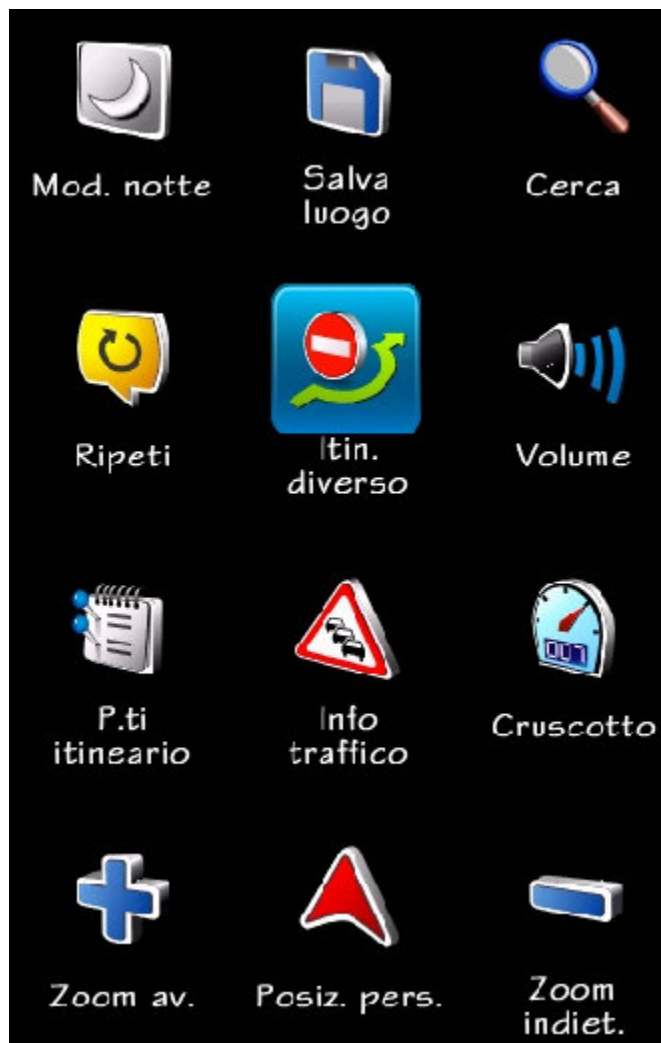 Mod. notte
Salva
luogo
Cerca
Ripeti
Itin.
diverso
Volume
P.ti
itineario
Info
traffico
007
Cruscotto
Zoom av.
Posiz. pers.
Zoom
indiet.